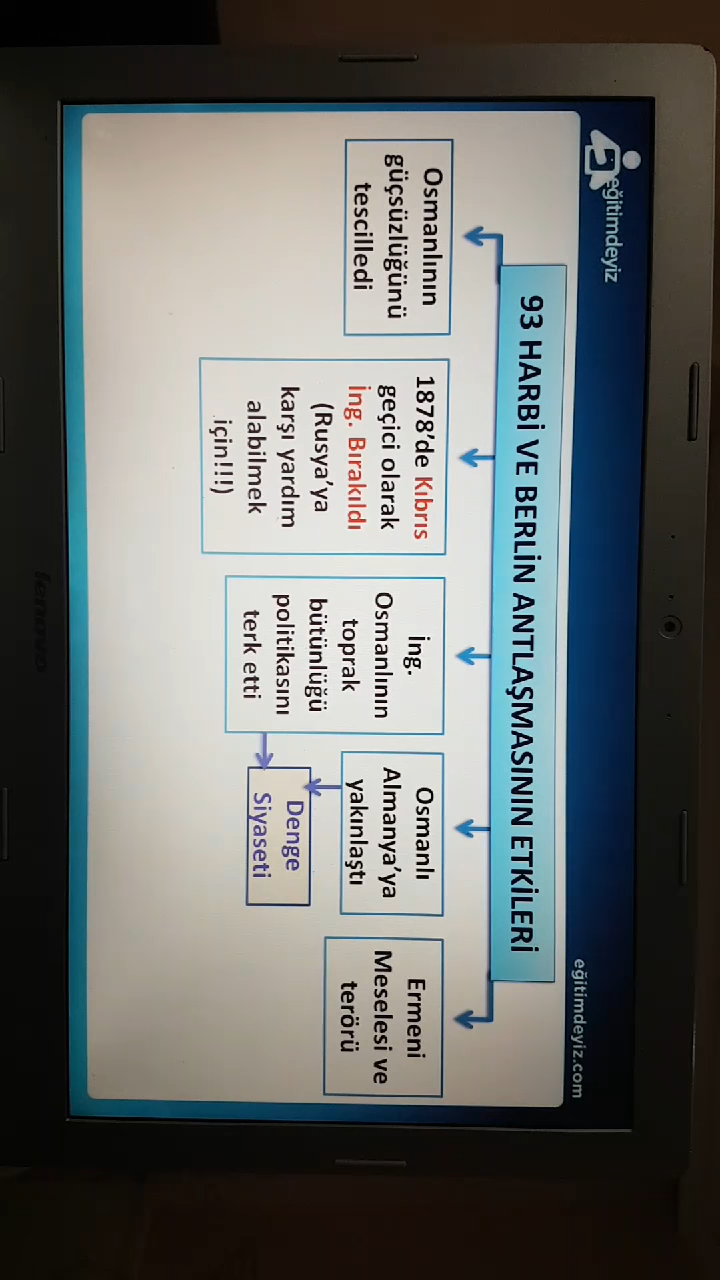 eğitimdeyiz
eğitimdeyiz.com
93 HARBİ VE BERLİN ANTLAŞMASININ ETKİLERİ
Osmanlının
güçsüzlüğünü
tescilledi
1878'de Kıbrıs
geçici olarak
İng. Bırakıldı
(Rusya'ya
karşı yardım
alabilmek
için!!!)
İng.
Osmanlının
toprak
bütünlüğü
politikasını
terk etti
Osmanlı
Almanya'ya
yakınlaştı
Denge
Siyaseti
Ermeni
Meselesi ve
terörü
lenovo